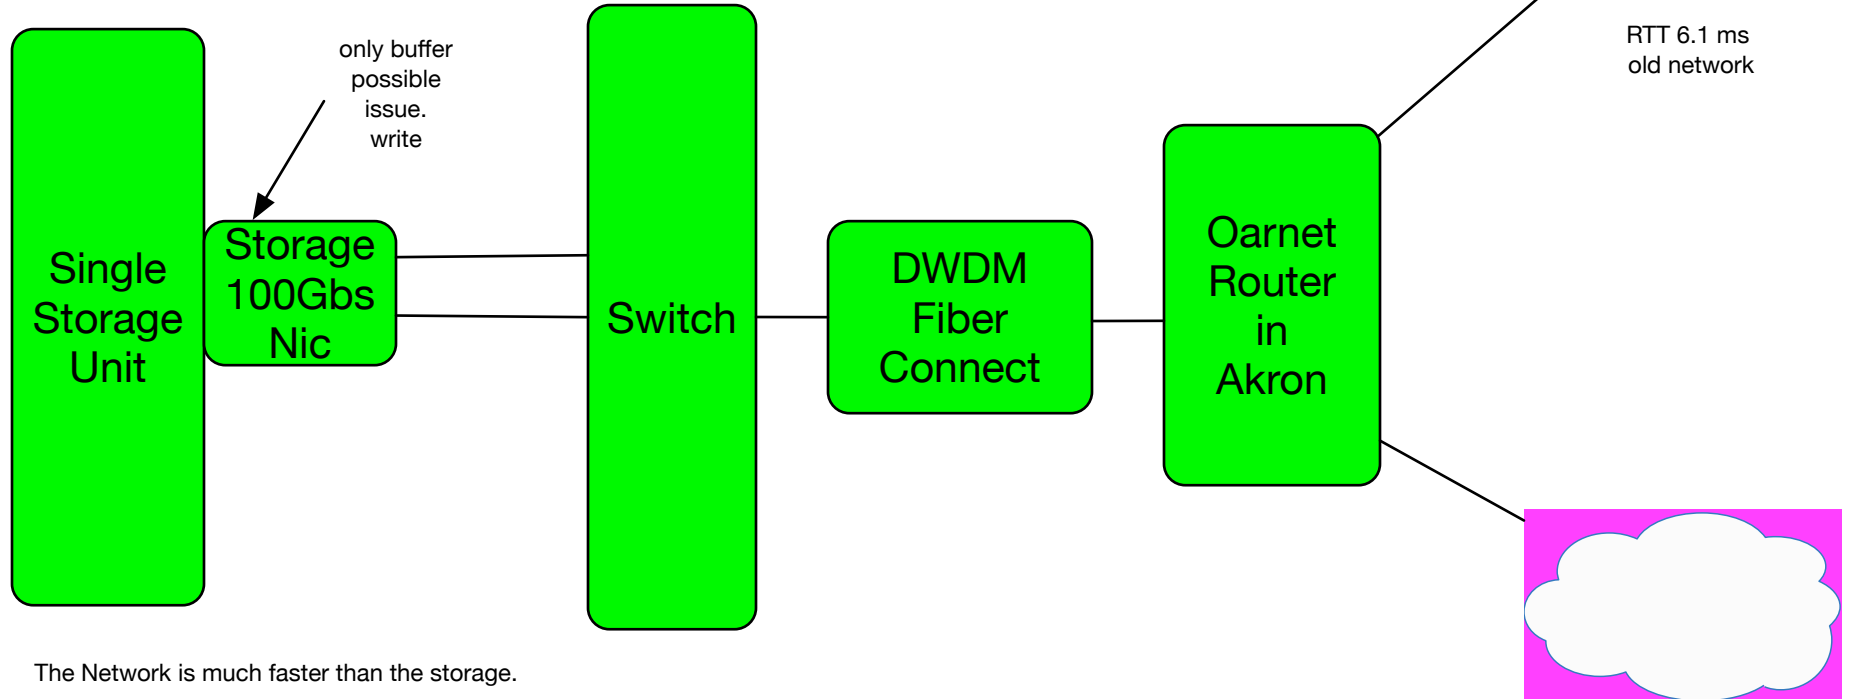 only buffer
possible
issue.
write
RTT 6.1 ms
old network
Single
Storage
Unit
Storage
100Gbs
Nic
Switch
DWDM
Fiber
Connect
Oarnet
Router
in
Akron
The Network is much faster than the storage.